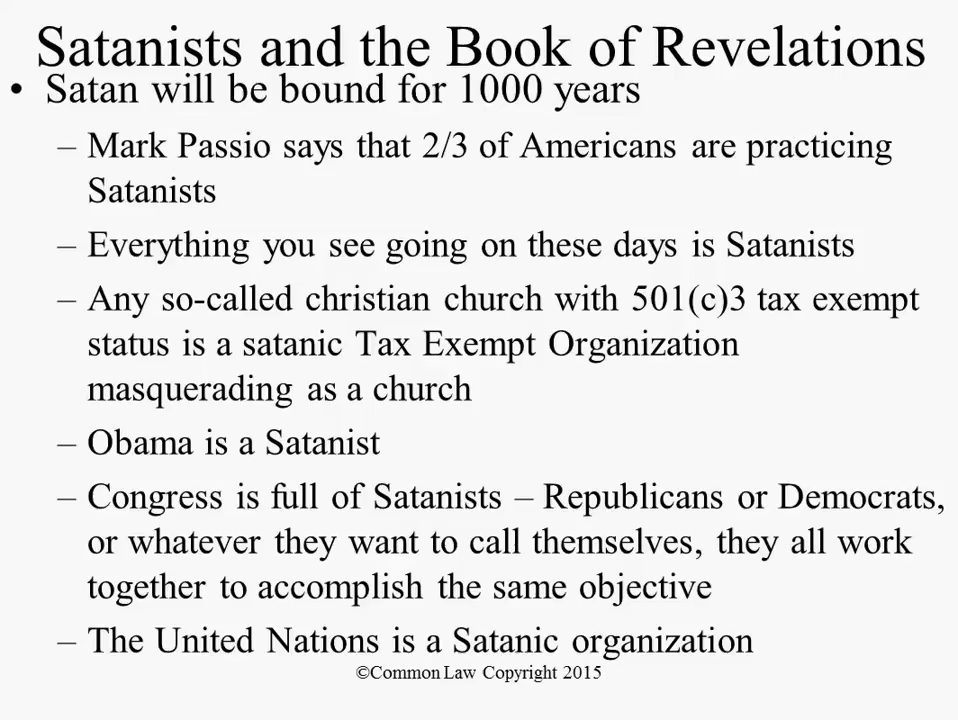 Satanists and the Book of Revelations
• Satan will be bound for 1000 years
– Mark Passio says that 2/3 of Americans are practicing
Satanists
– Everything you see going on these days is Satanists
– Any so-called christian church with 501(c)3 tax exempt
status is a satanic Tax Exempt Organization
masquerading as a church
– Obama is a Satanist
– Congress is full of Satanists – Republicans or Democrats,
or whatever they want to call themselves, they all work
together to accomplish the same objective
– The United Nations is a Satanic organization
©Common Law Copyright 2015